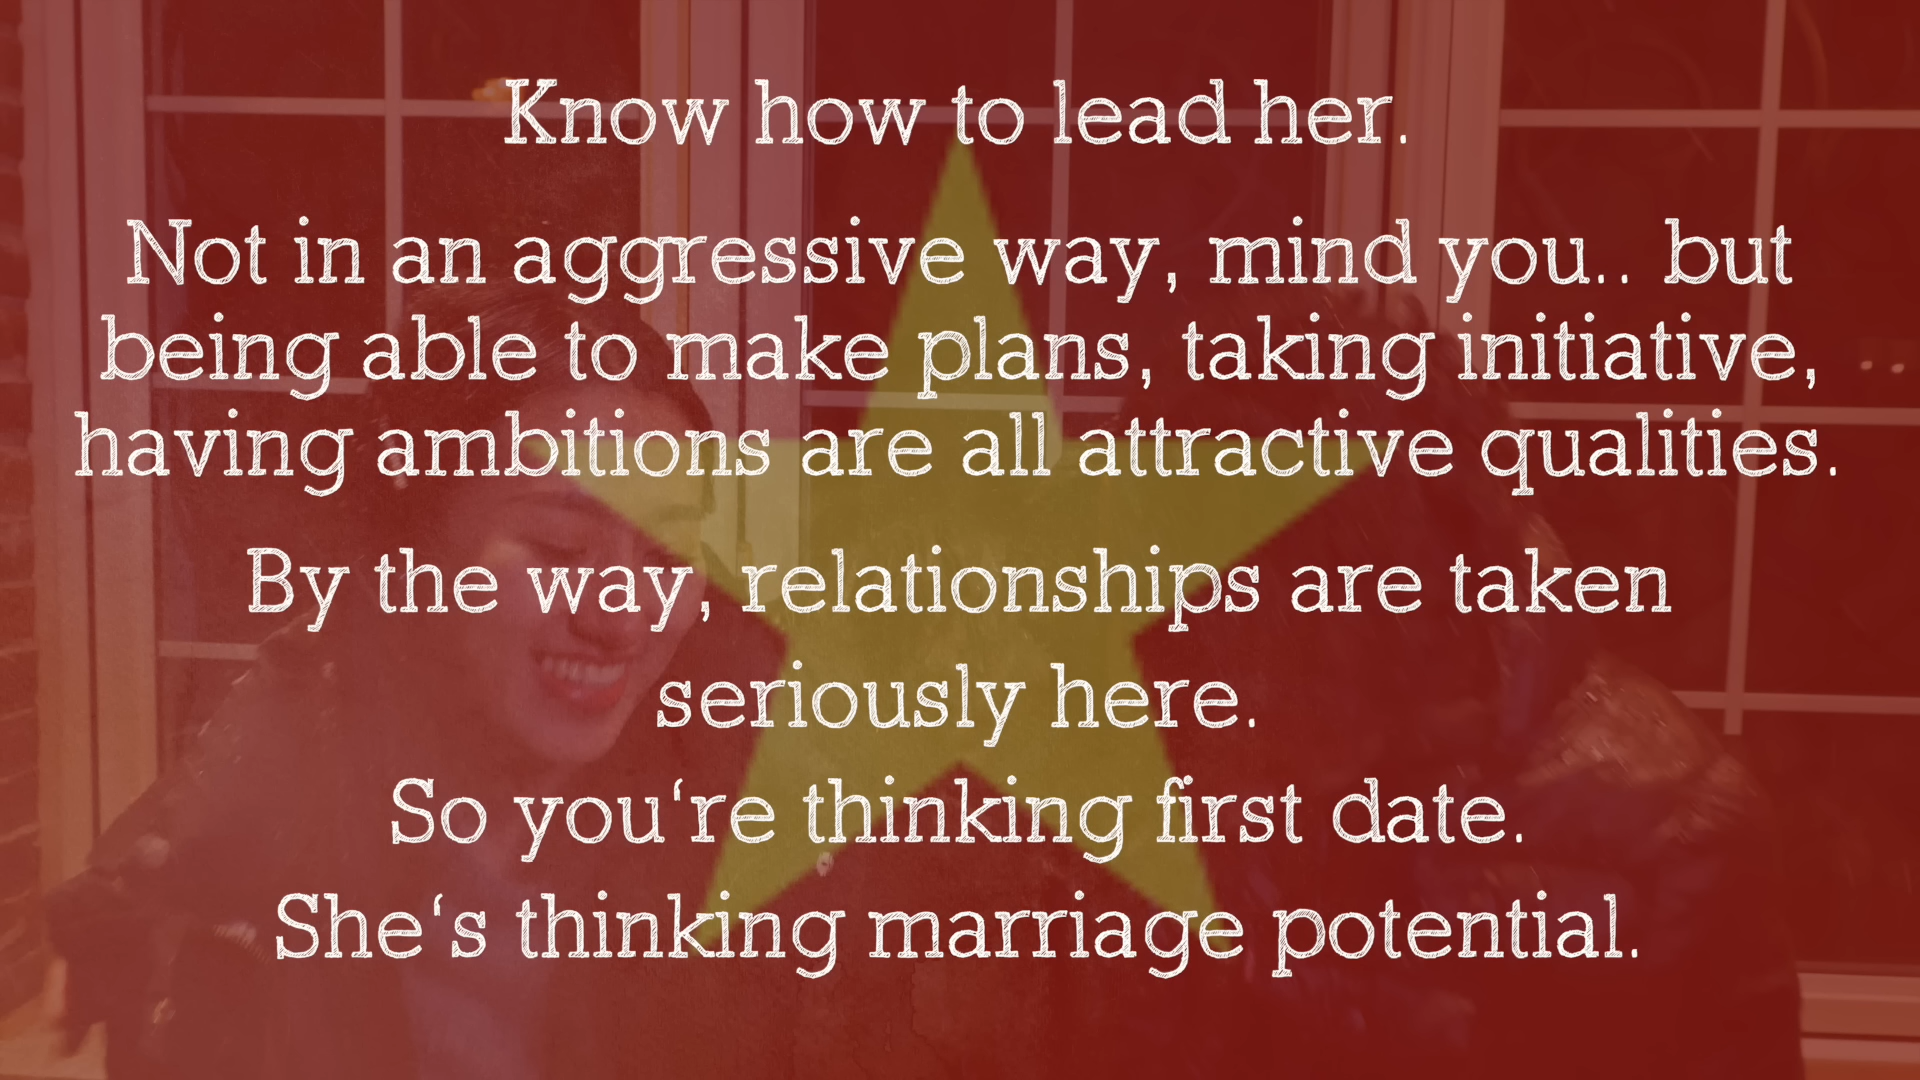 Know how to lead her.
Not in an aggressive way, mind you.. but
being able to make plans, taking initiative,
having ambitions are all attractive qualities.
By the way, relationships are taken
seriously here.
So you‘re thinking first date.
She‘s thinking marriage potential.